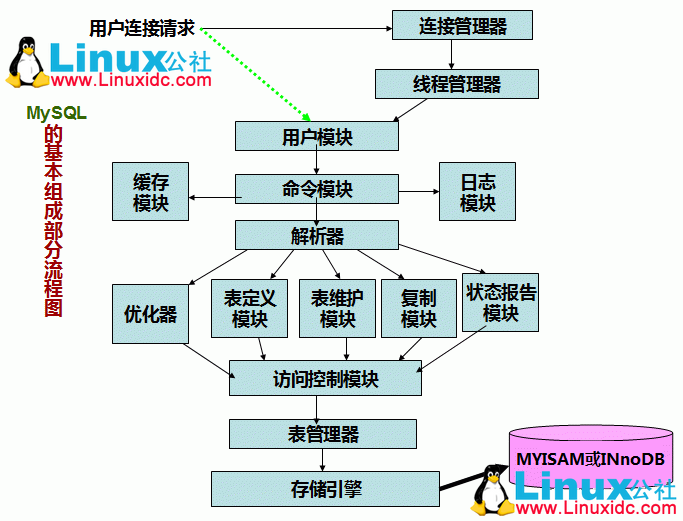 用户连接请求
连接管理器
Linux公社
www.Linuxidc.com
线程管理器
MySQL
的基本组成部分流程图
用户模块
缓存
模块
命令模块
日志
模块
解析器
优化器
表定义
模块
表维护
模块
复制
模块
状态报告
模块
访问控制模块
表管理器
存储引擎
MYISAM或INnoDB
Linux公社
www.Linuxidc.com